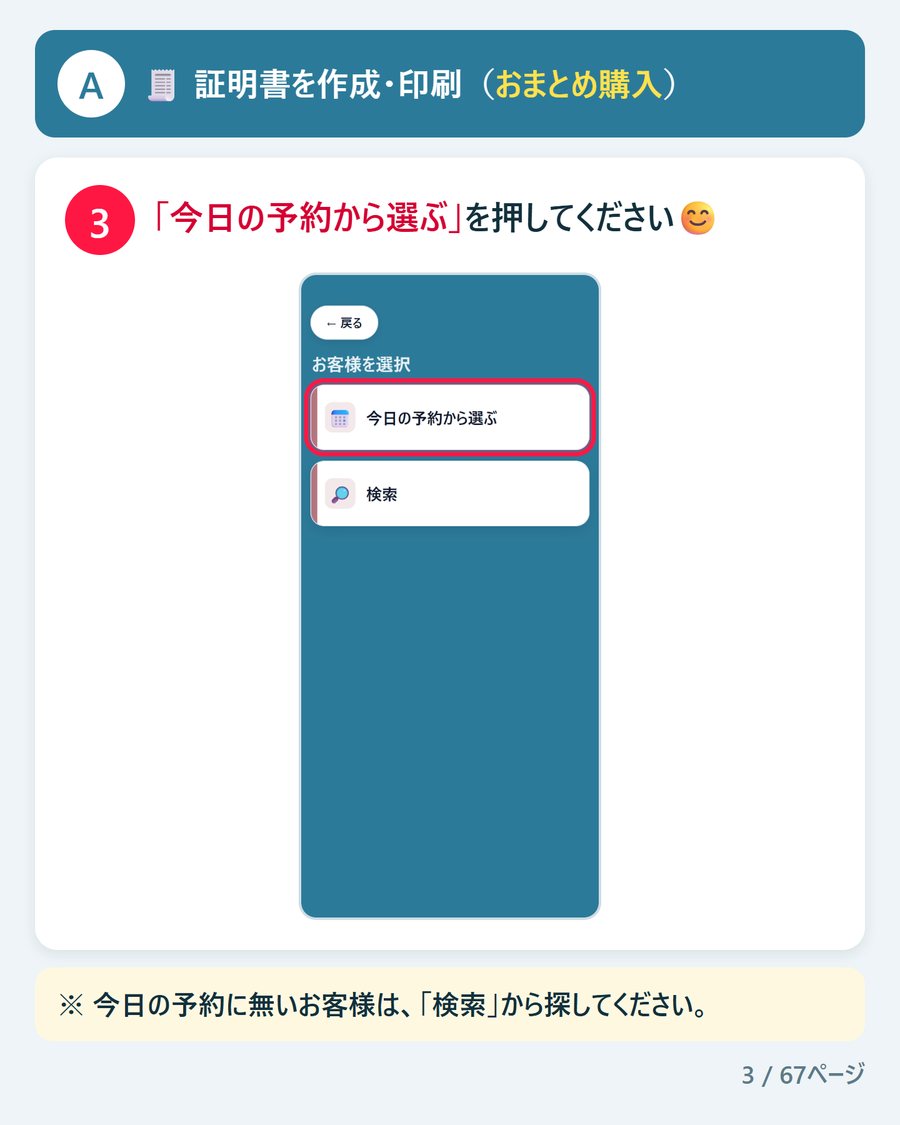 A 証明書を作成・印刷（おまとめ購入）
3 「今日の予約から選ぶ」を押してください😊
← 戻る
お客様を選択
今日の予約から選ぶ
検索
※ 今日の予約に無いお客様は、「検索」から探してください。
3 / 67ページ